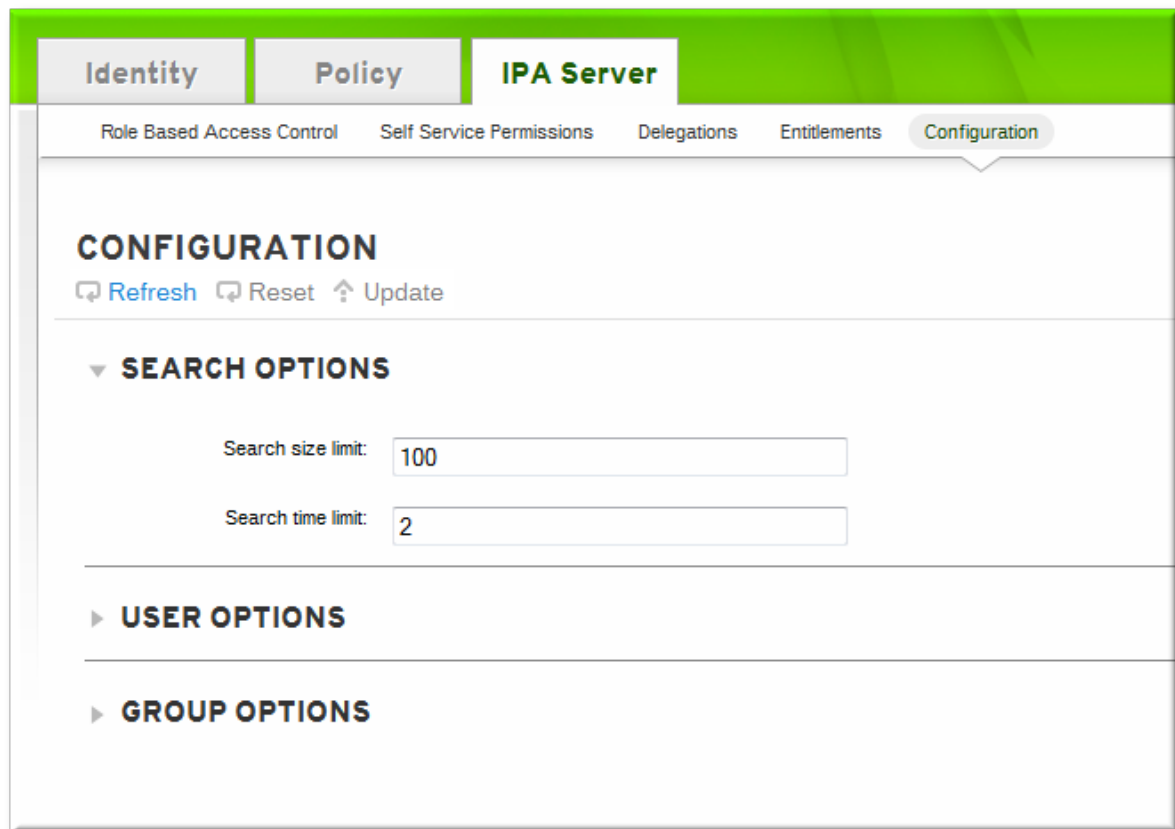 Identity Policy IPA Server
Role Based Access Control Self Service Permissions Delegations Entitlements Configuration
CONFIGURATION
Refresh Reset Update
SEARCH OPTIONS
Search size limit: 100
Search time limit: 2
USER OPTIONS
GROUP OPTIONS